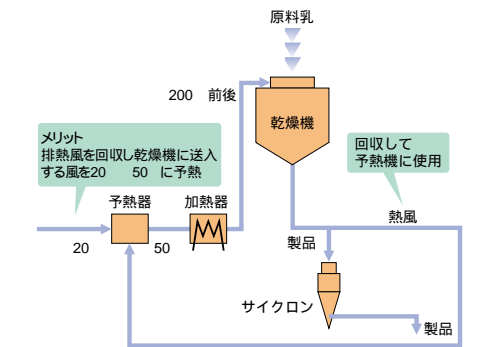 原料乳
200 前後
乾燥機
メリット
排熱風を回収し乾燥機に送入
する風を20 50 に予熱
回収して
予熱機に使用
予熱器
加熱器
熱風
20
50
製品
サイクロン
製品